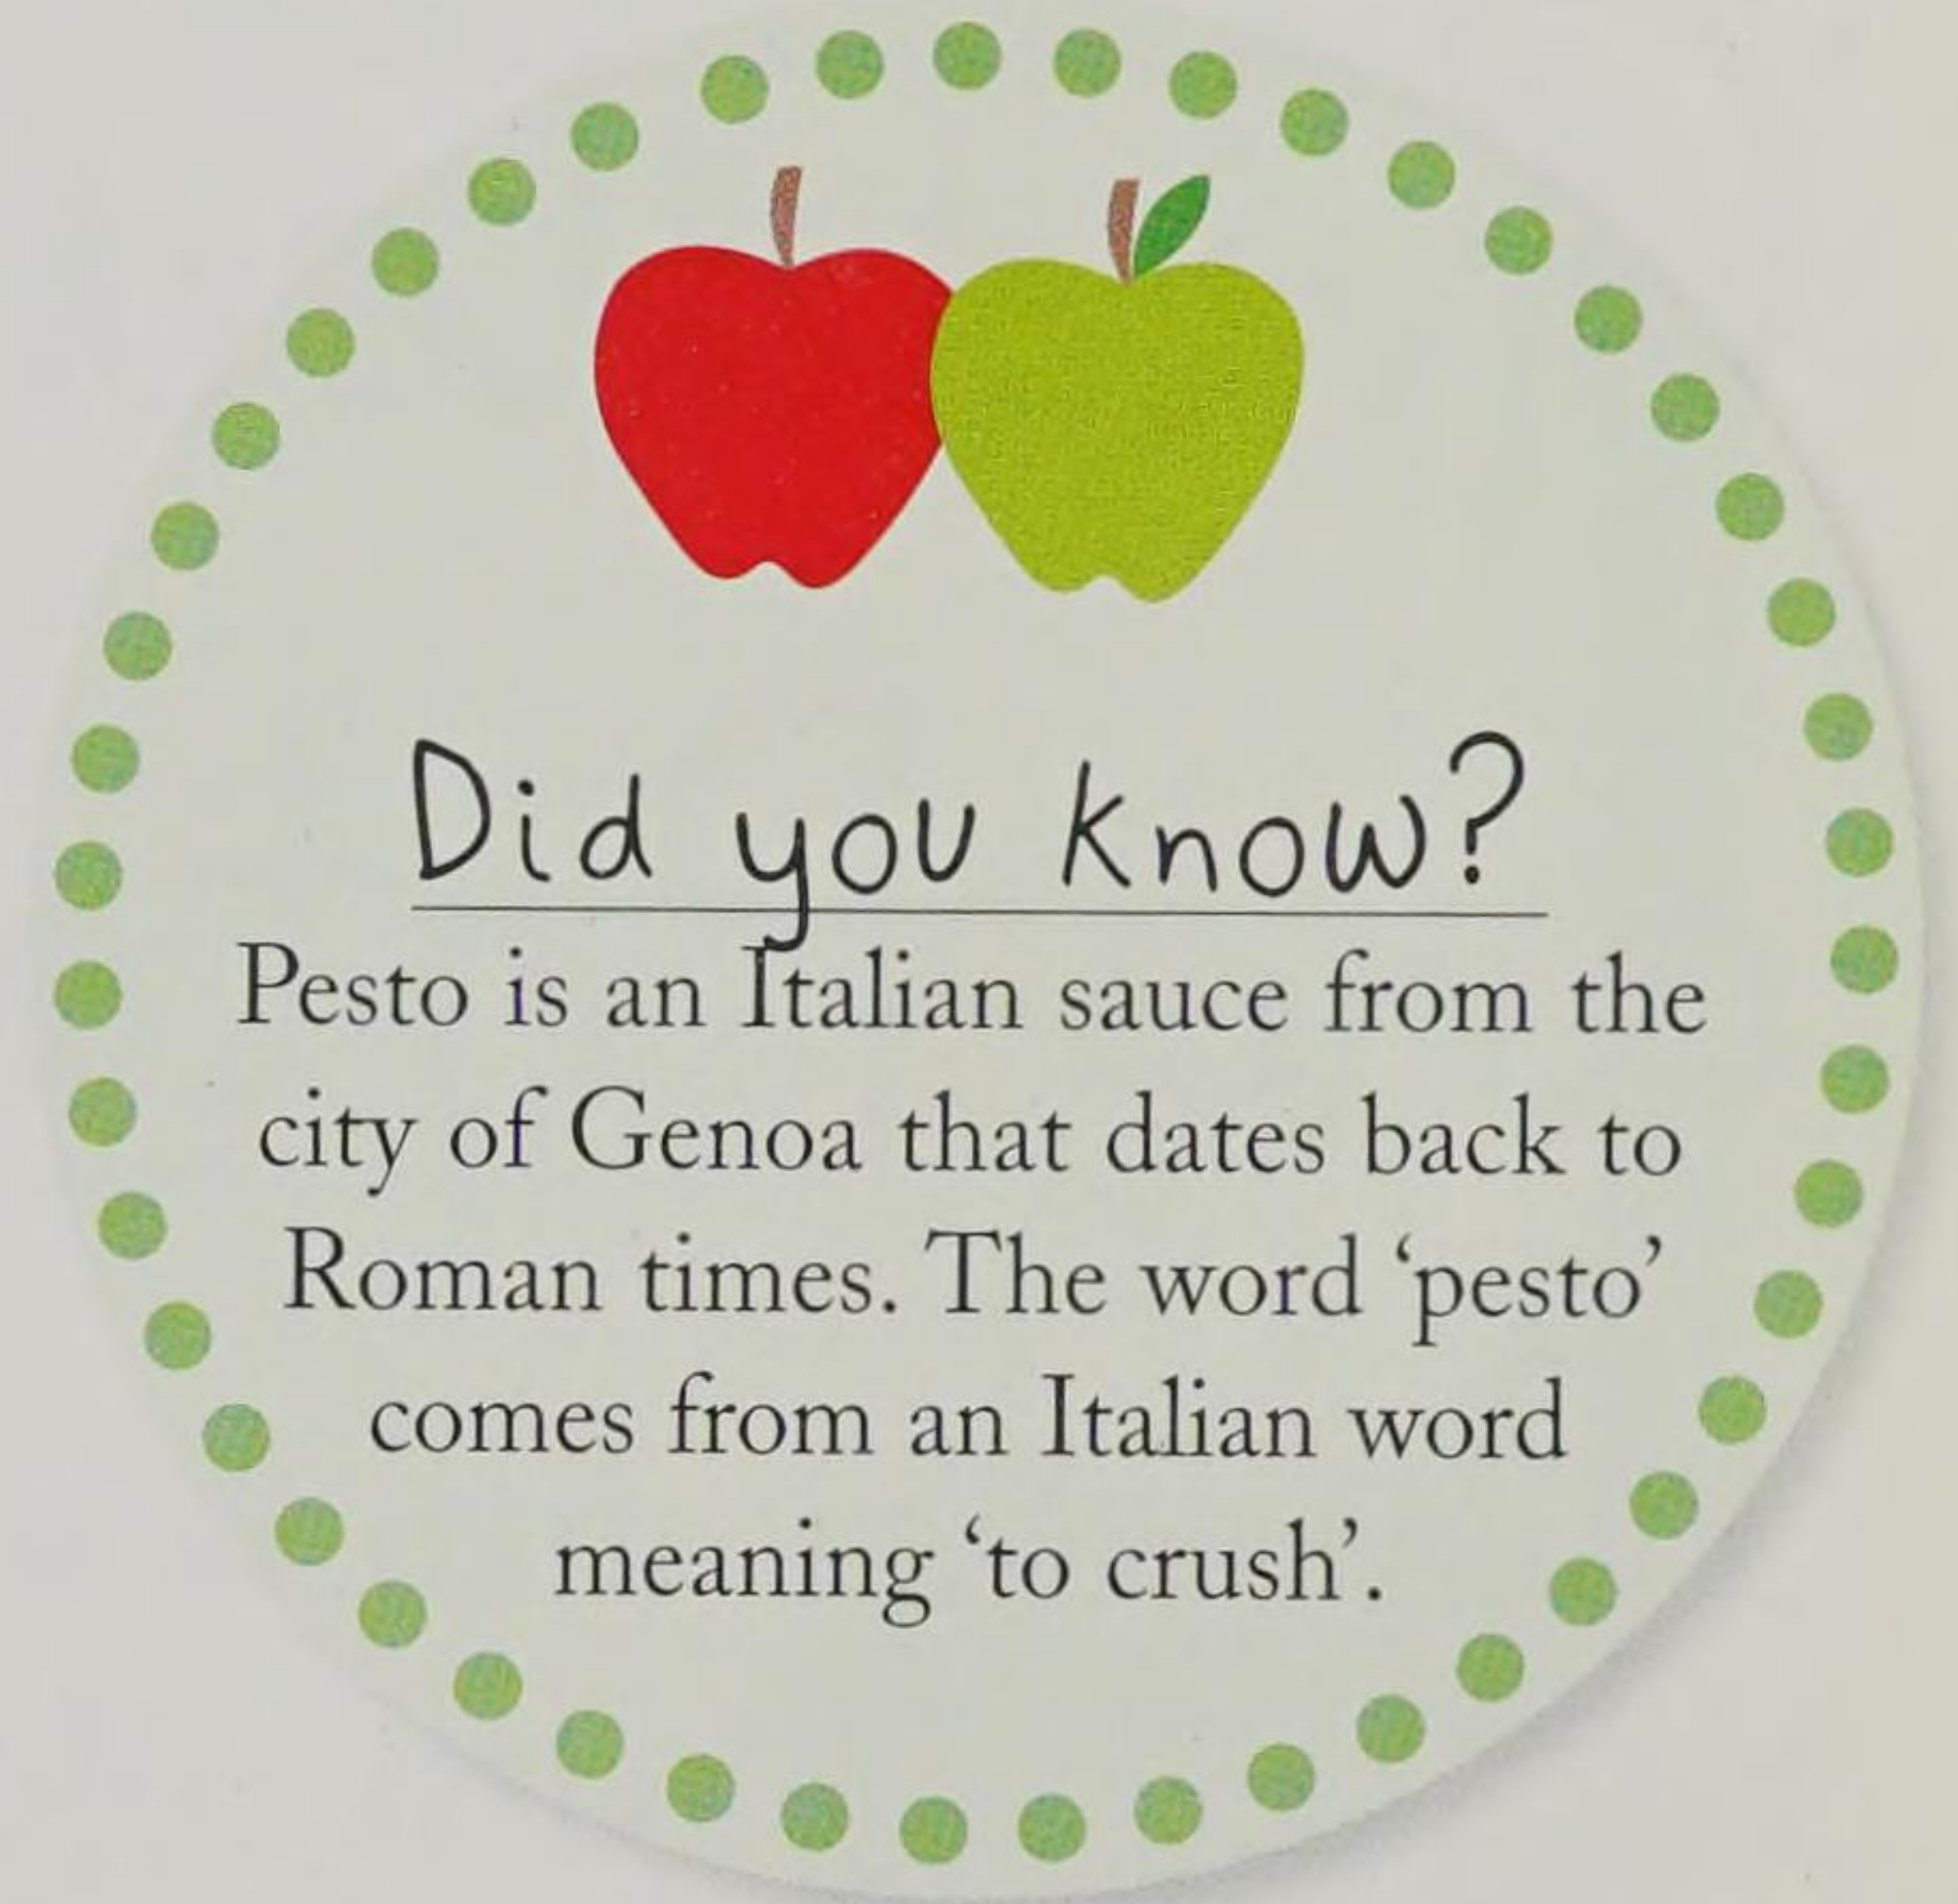 Did you know?
Pesto is an Italian sauce from the
city of Genoa that dates back to
Roman times. The word ‘pesto’
comes from an Italian word
meaning ‘to crush’.